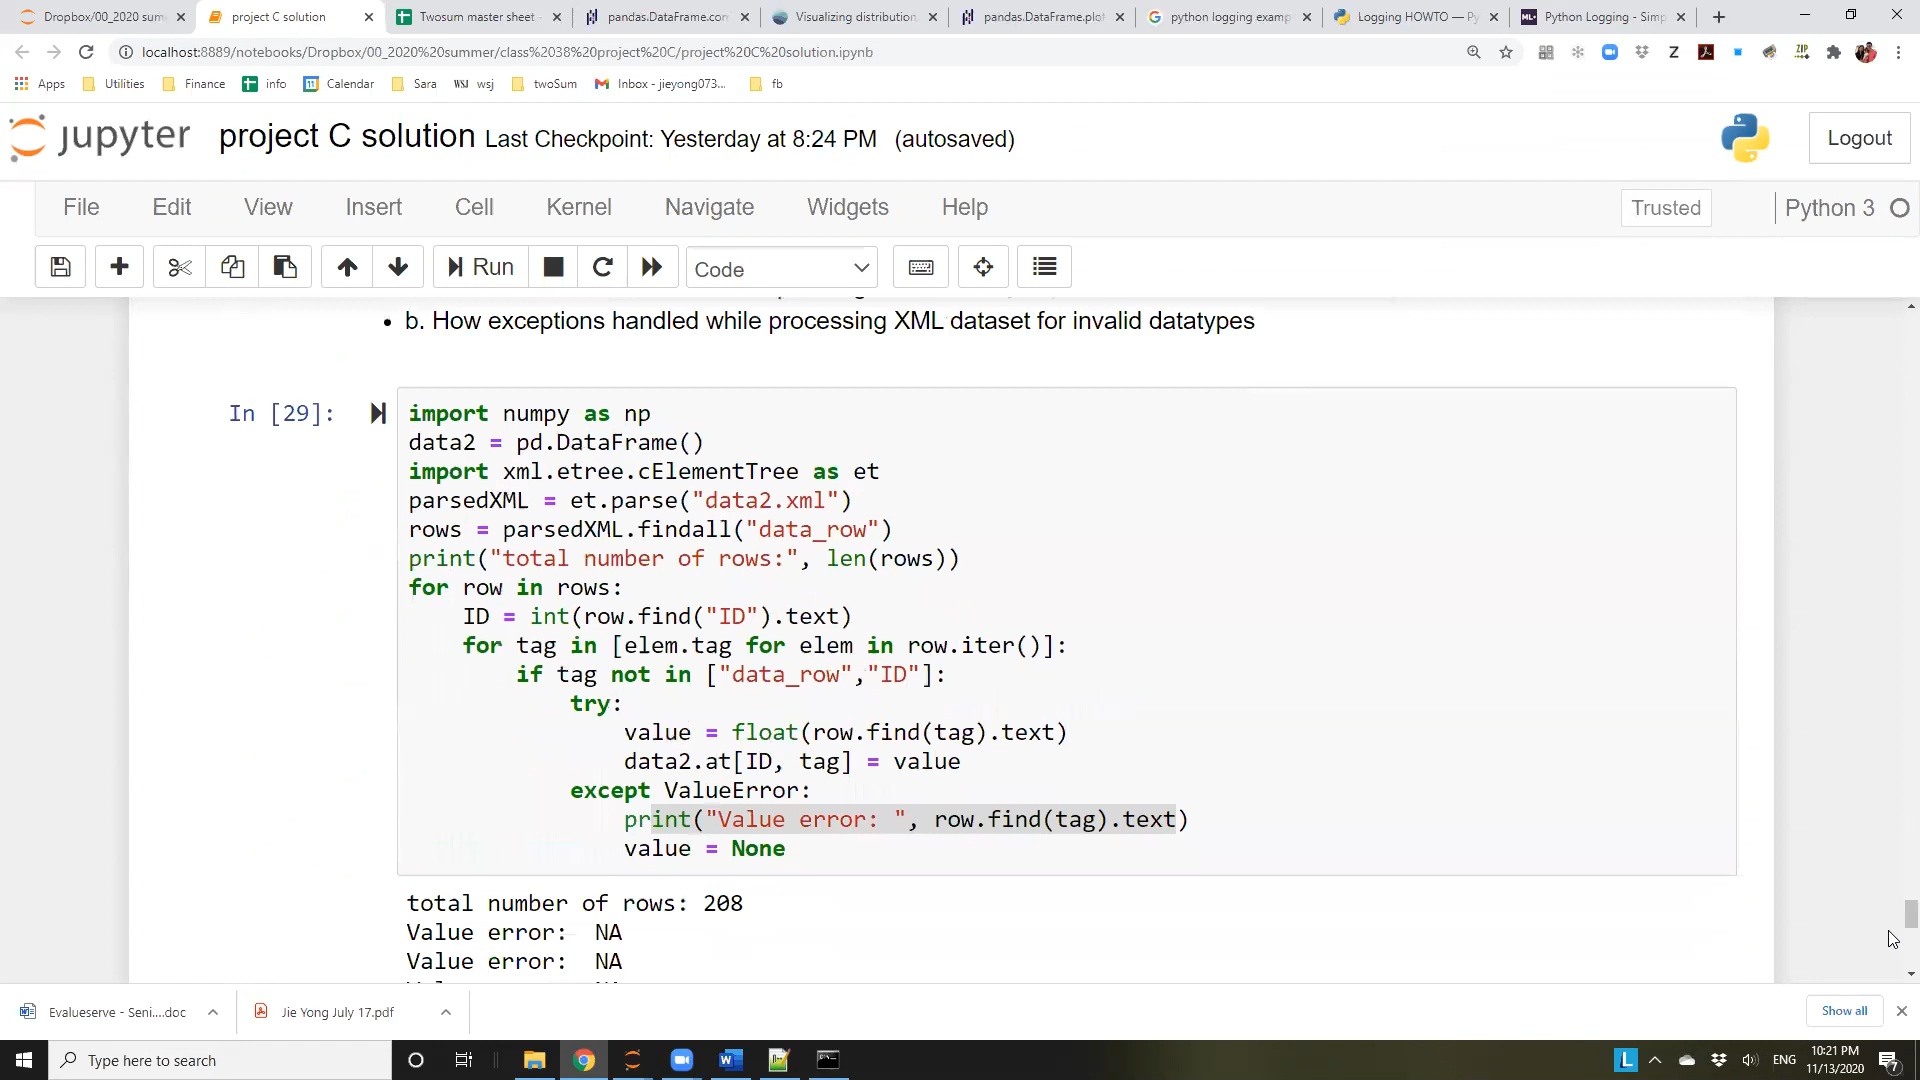 Dropbox/00_2020 sum
project C solution
Twosum master sheet -
pandas.DataFrame.co
Visualizing distribution
pandas.DataFrame.plot
python logging examp
Logging HOWTO — Py
ML+
Python Logging - Simp
localhost:8889/notebooks/Dropbox/00_2020%20summer/class%2038%20project%20C/project%20C%20solution.ipynb
Apps
Utilities
Finance
info
Calendar
Sara
WSJ wsj
twoSum
Inbox - jieyong073...
fb
jupyter project C solution Last Checkpoint: Yesterday at 8:24 PM (autosaved)
Logout
File
Edit
View
Insert
Cell
Kernel
Navigate
Widgets
Help
Trusted
Python 3
Run
Code
• b. How exceptions handled while processing XML dataset for invalid datatypes
In [29]:
import numpy as np
data2 = pd.DataFrame()
import xml.etree.cElementTree as et
parsedXML = et.parse("data2.xml")
rows = parsedXML.findall("data_row")
print("total number of rows:", len(rows))
for row in rows:
    ID = int(row.find("ID").text)
    for tag in [elem.tag for elem in row.iter()]:
        if tag not in ["data_row","ID"]:
            try:
                value = float(row.find(tag).text)
                data2.at[ID, tag] = value
            except ValueError:
                print("Value error: ", row.find(tag).text)
                value = None
total number of rows: 208
Value error:  NA
Value error:  NA
Evalueserve - Seni....doc
Jie Yong July 17.pdf
Show all
Type here to search
ENG
10:21 PM
11/13/2020
7